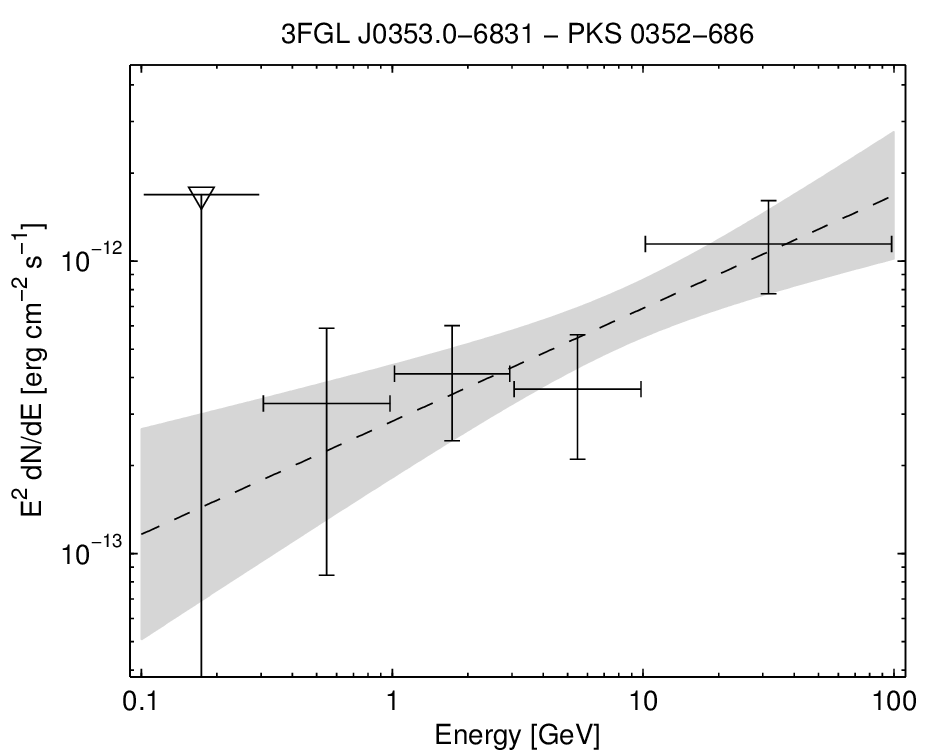 3FGL J0353.0−6831 − PKS 0352−686
E² dN/dE [erg cm⁻² s⁻¹]
10⁻¹²
10⁻¹³
0.1 1 10 100
Energy [GeV]